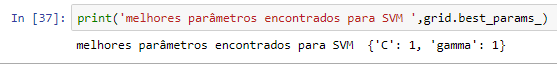 In [37]: print('melhores parâmetros encontrados para SVM ',grid.best_params_)
melhores parâmetros encontrados para SVM  {'C': 1, 'gamma': 1}